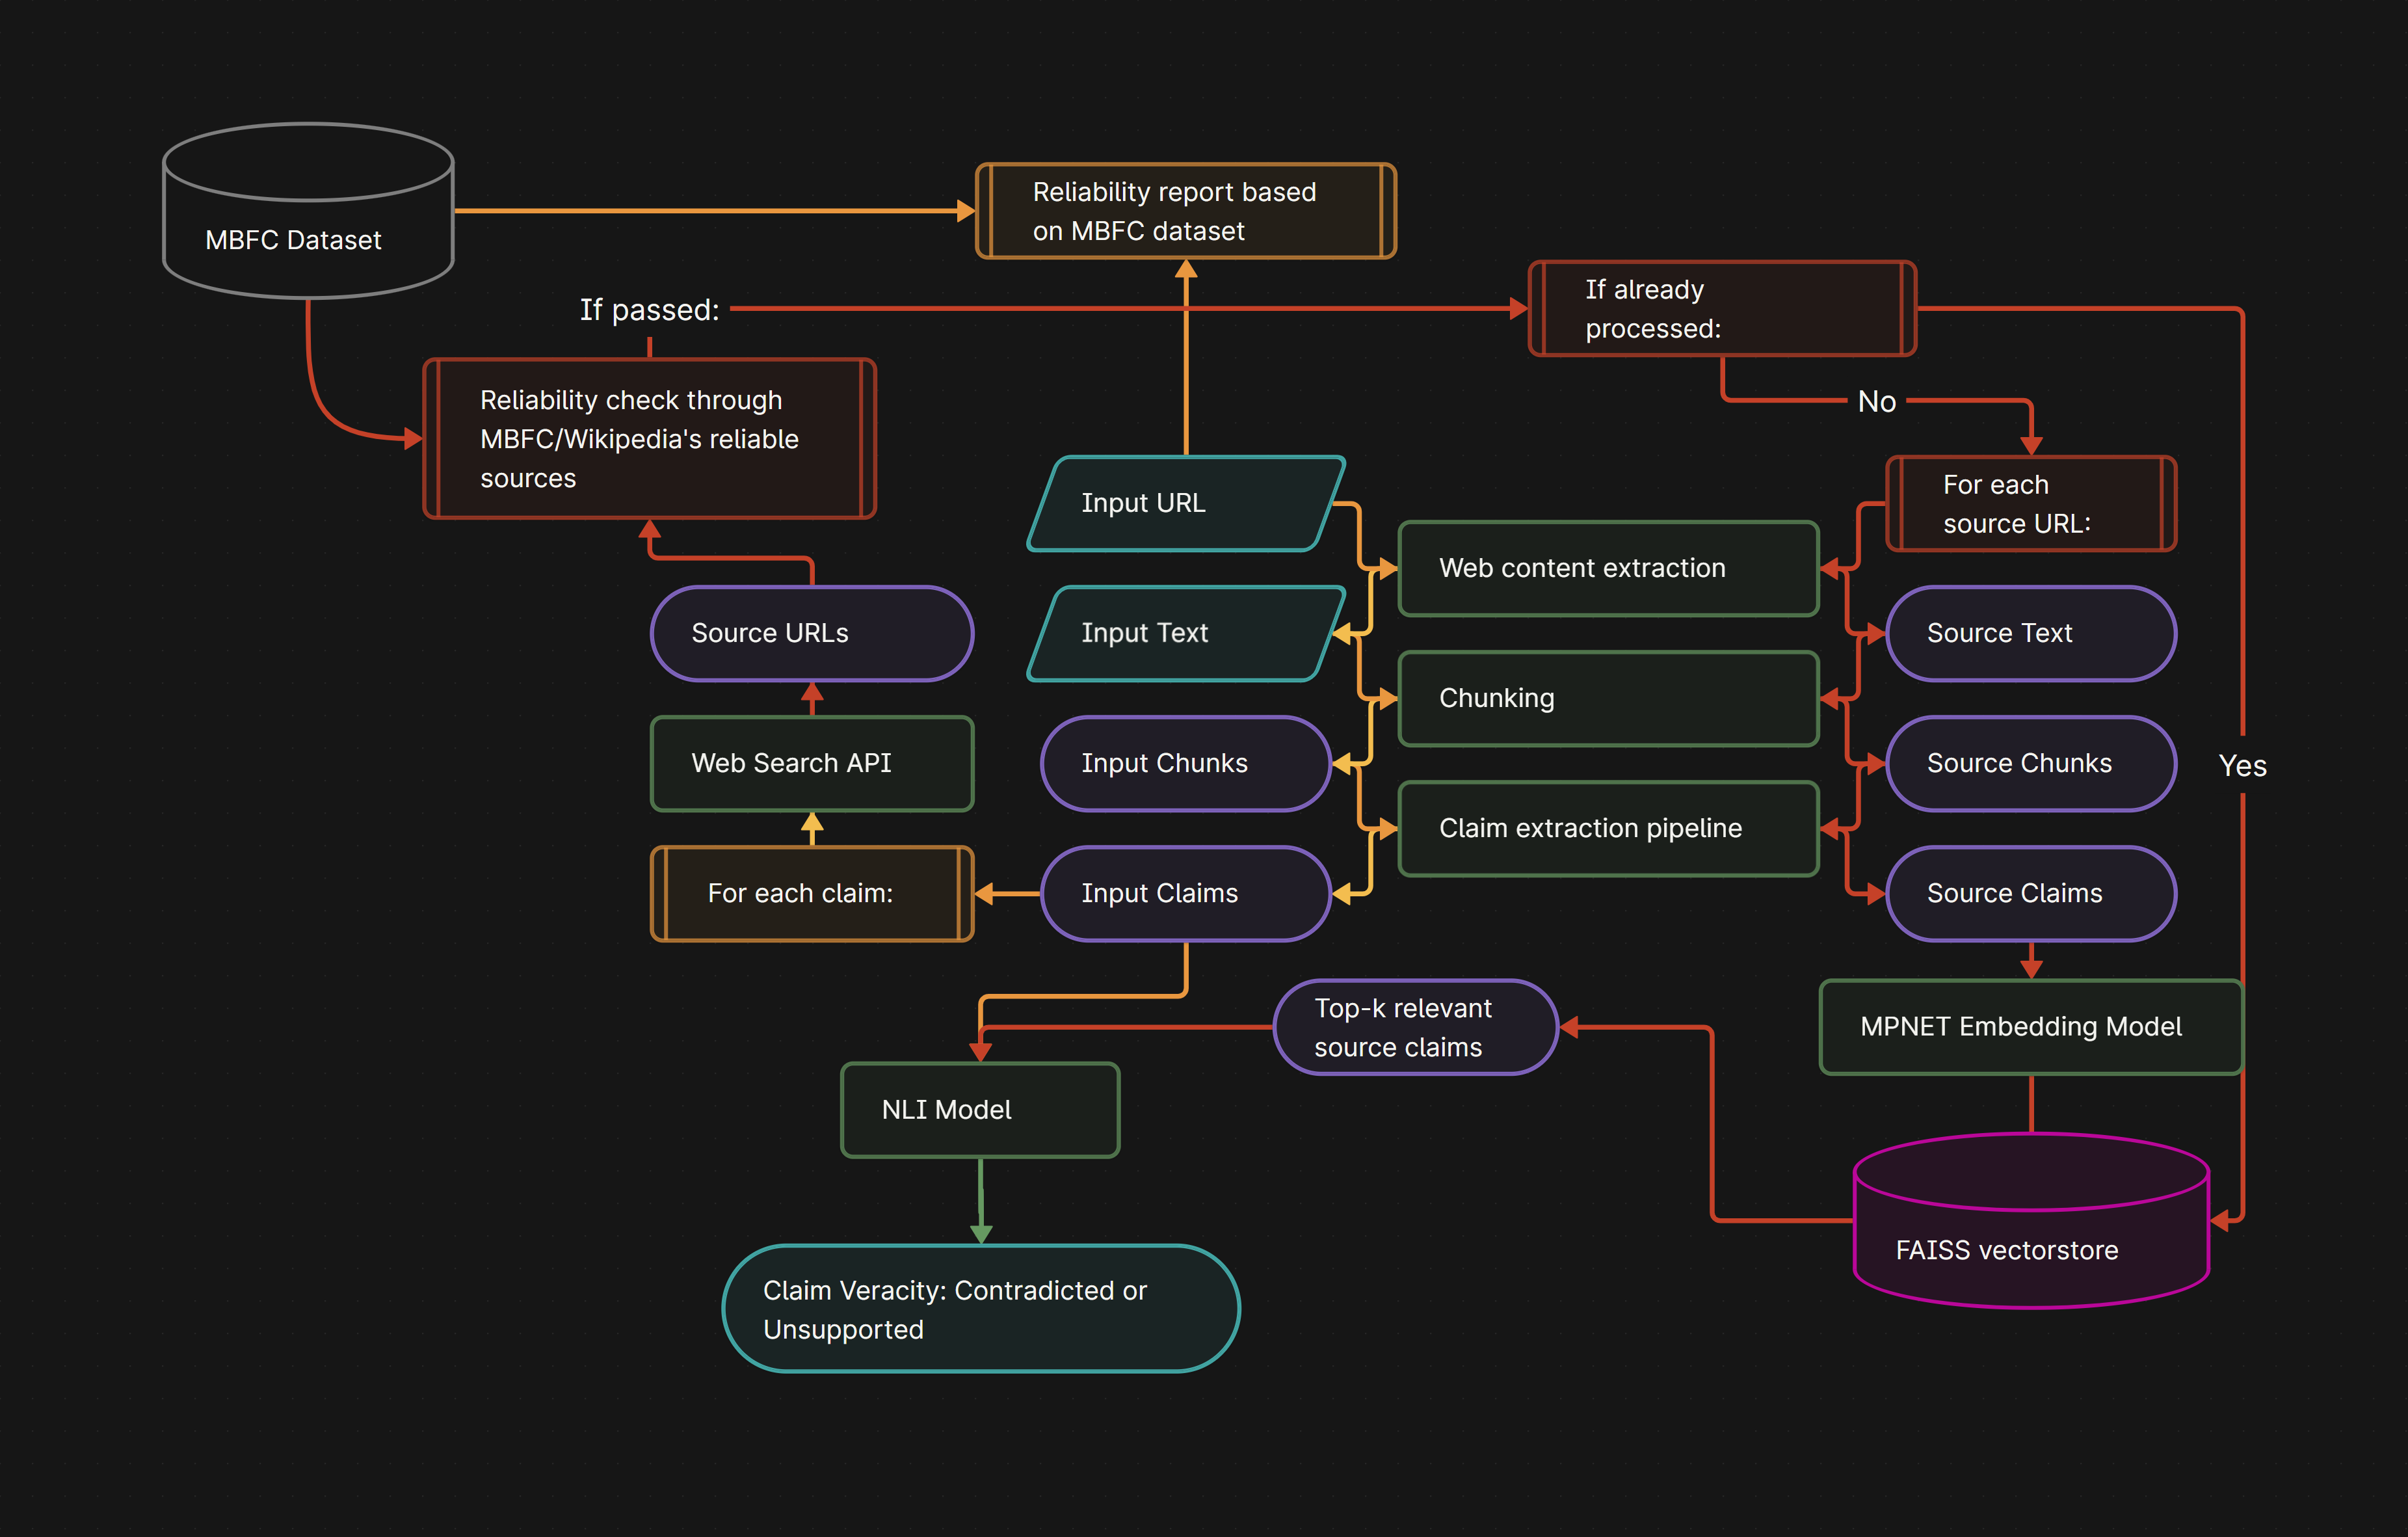 MBFC Dataset
Reliability report based
on MBFC dataset
If passed:
If already
processed:
Reliability check through
MBFC/Wikipedia's reliable
sources
No
Input URL
For each
source URL:
Web content extraction
Source URLs
Input Text
Source Text
Chunking
Web Search API
Input Chunks
Source Chunks
Yes
Claim extraction pipeline
For each claim:
Input Claims
Source Claims
Top-k relevant
source claims
MPNET Embedding Model
NLI Model
FAISS vectorstore
Claim Veracity: Contradicted or
Unsupported